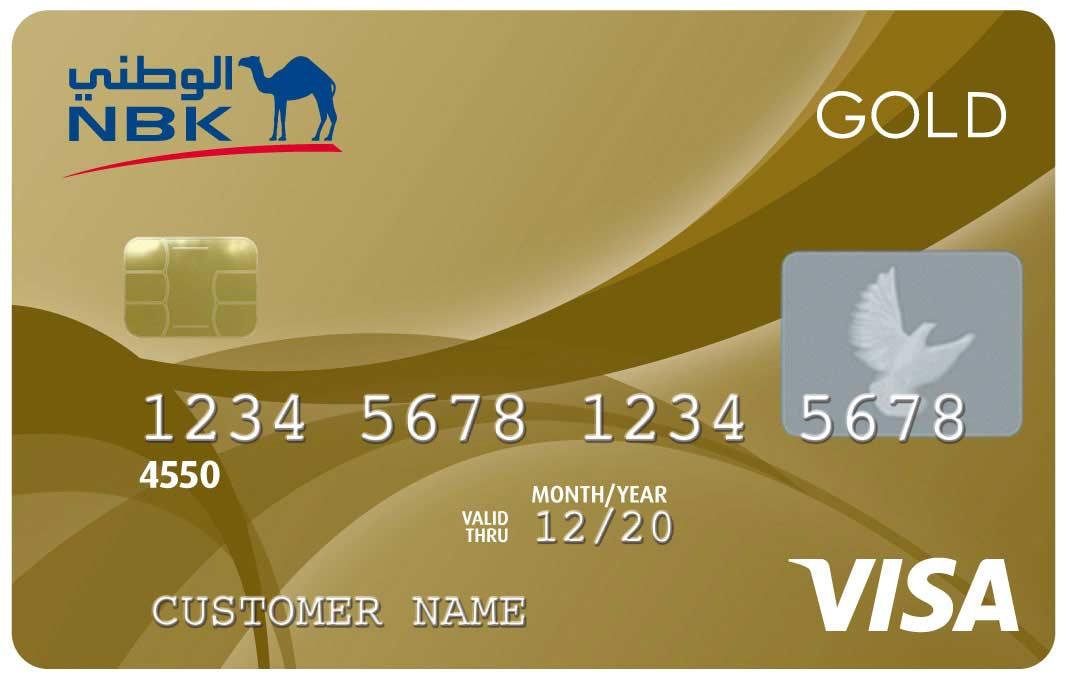 الوطني
NBK
GOLD
1234 5678 1234 5678
4550
MONTH/YEAR
VALID THRU 12/20
CUSTOMER NAME
VISA